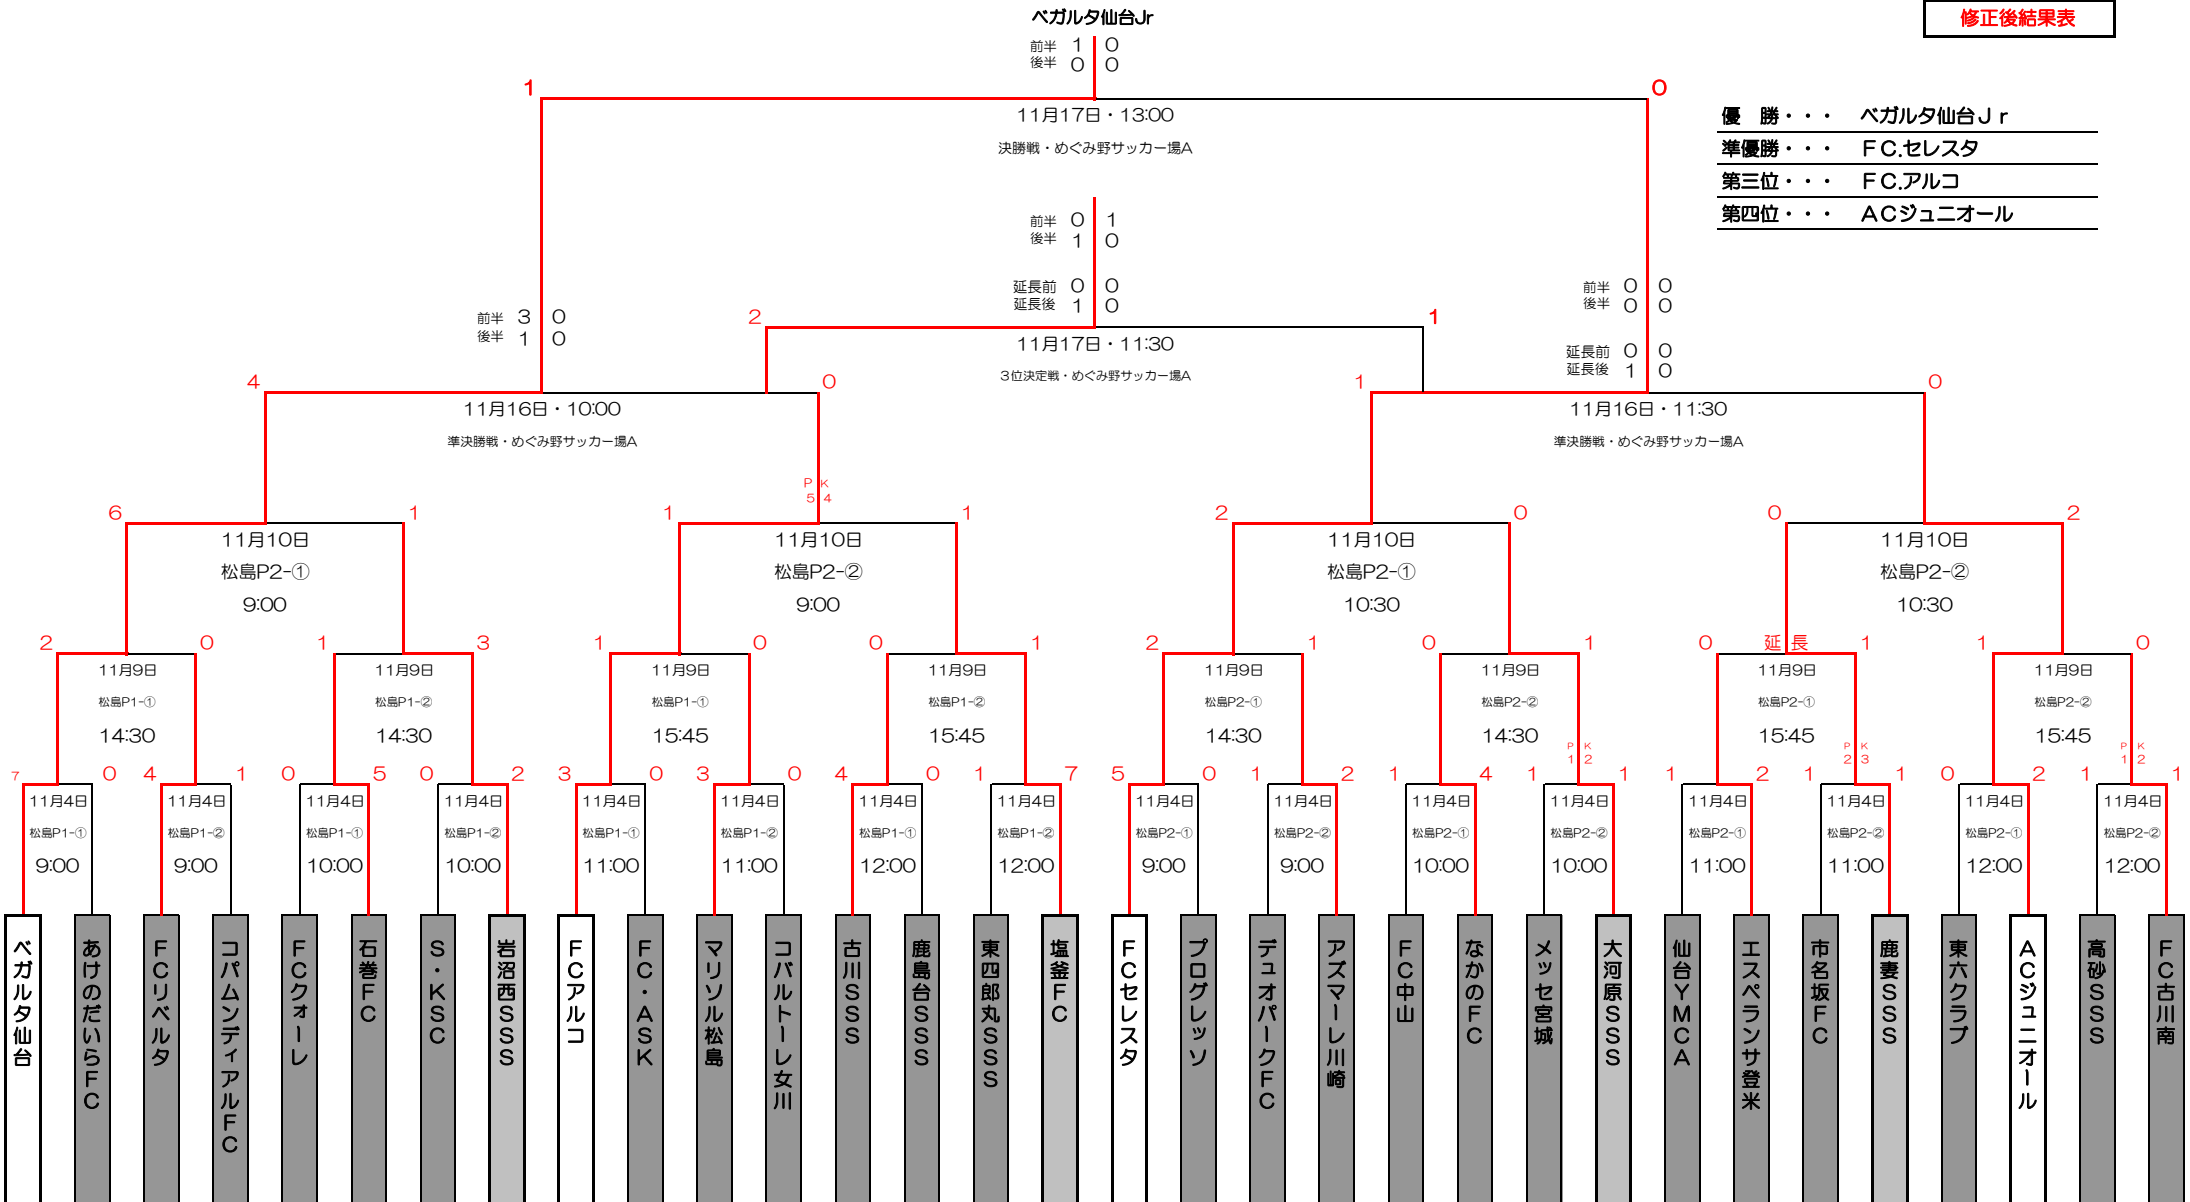 ベガルタ仙台Jr
修正後結果表
前半 1 0
後半 0 0
1 0
11月17日・13:00
決勝戦・めぐみ野サッカー場A
優　勝・・・　ベガルタ仙台Ｊｒ
準優勝・・・　ＦＣ.セレスタ
第三位・・・　ＦＣ.アルコ
第四位・・・　ＡＣジュニオール
前半 0 1
後半 1 0
延長前 0 0
延長後 1 0
2 1
11月17日・11:30
3位決定戦・めぐみ野サッカー場A
前半 3 0
後半 1 0
4 0
11月16日・10:00
準決勝戦・めぐみ野サッカー場A
前半 0 0
後半 0 0
延長前 0 0
延長後 1 0
1 0
11月16日・11:30
準決勝戦・めぐみ野サッカー場A
P K
5 4
6 1 1 1 2 0 0 2
11月10日 11月10日 11月10日 11月10日
松島P2-① 松島P2-② 松島P2-① 松島P2-②
9:00 9:00 10:30 10:30
2 0 1 3 1 0 0 1 2 1 0 1 0 延長 1 1 0
11月9日 11月9日 11月9日 11月9日 11月9日 11月9日 11月9日 11月9日
松島P1-① 松島P1-② 松島P1-① 松島P1-② 松島P2-① 松島P2-② 松島P2-① 松島P2-②
14:30 14:30 15:45 15:45 14:30 14:30 15:45 15:45
P K P K P K
1 2 2 3 1 2
7 0 4 1 0 5 0 2 3 0 3 0 4 0 1 7 5 0 1 2 1 4 1 1 1 2 1 1 0 2 1 1
11月4日 11月4日 11月4日 11月4日 11月4日 11月4日 11月4日 11月4日 11月4日 11月4日 11月4日 11月4日 11月4日 11月4日 11月4日 11月4日
松島P1-① 松島P1-② 松島P1-① 松島P1-② 松島P1-① 松島P1-② 松島P1-① 松島P1-② 松島P2-① 松島P2-② 松島P2-① 松島P2-② 松島P2-① 松島P2-② 松島P2-① 松島P2-②
9:00 9:00 10:00 10:00 11:00 11:00 12:00 12:00 9:00 9:00 10:00 10:00 11:00 11:00 12:00 12:00
ベガルタ仙台
あけのだいらFC
FCリベルタ
コパムンディアルFC
FCクォーレ
石巻FC
S・KSC
岩沼西SSS
FCアルコ
FC・ASK
マリソル松島
コバルトーレ女川
古川SSS
鹿島台SSS
東四郎丸SSS
塩釜FC
FCセレスタ
プログレッソ
デュオパークFC
アズマーレ川崎
FC中山
なかのFC
メッセ宮城
大河原SSS
仙台YMCA
エスペランサ登米
市名坂FC
鹿妻SSS
東六クラブ
ACジュニオール
高砂SSS
FC古川南